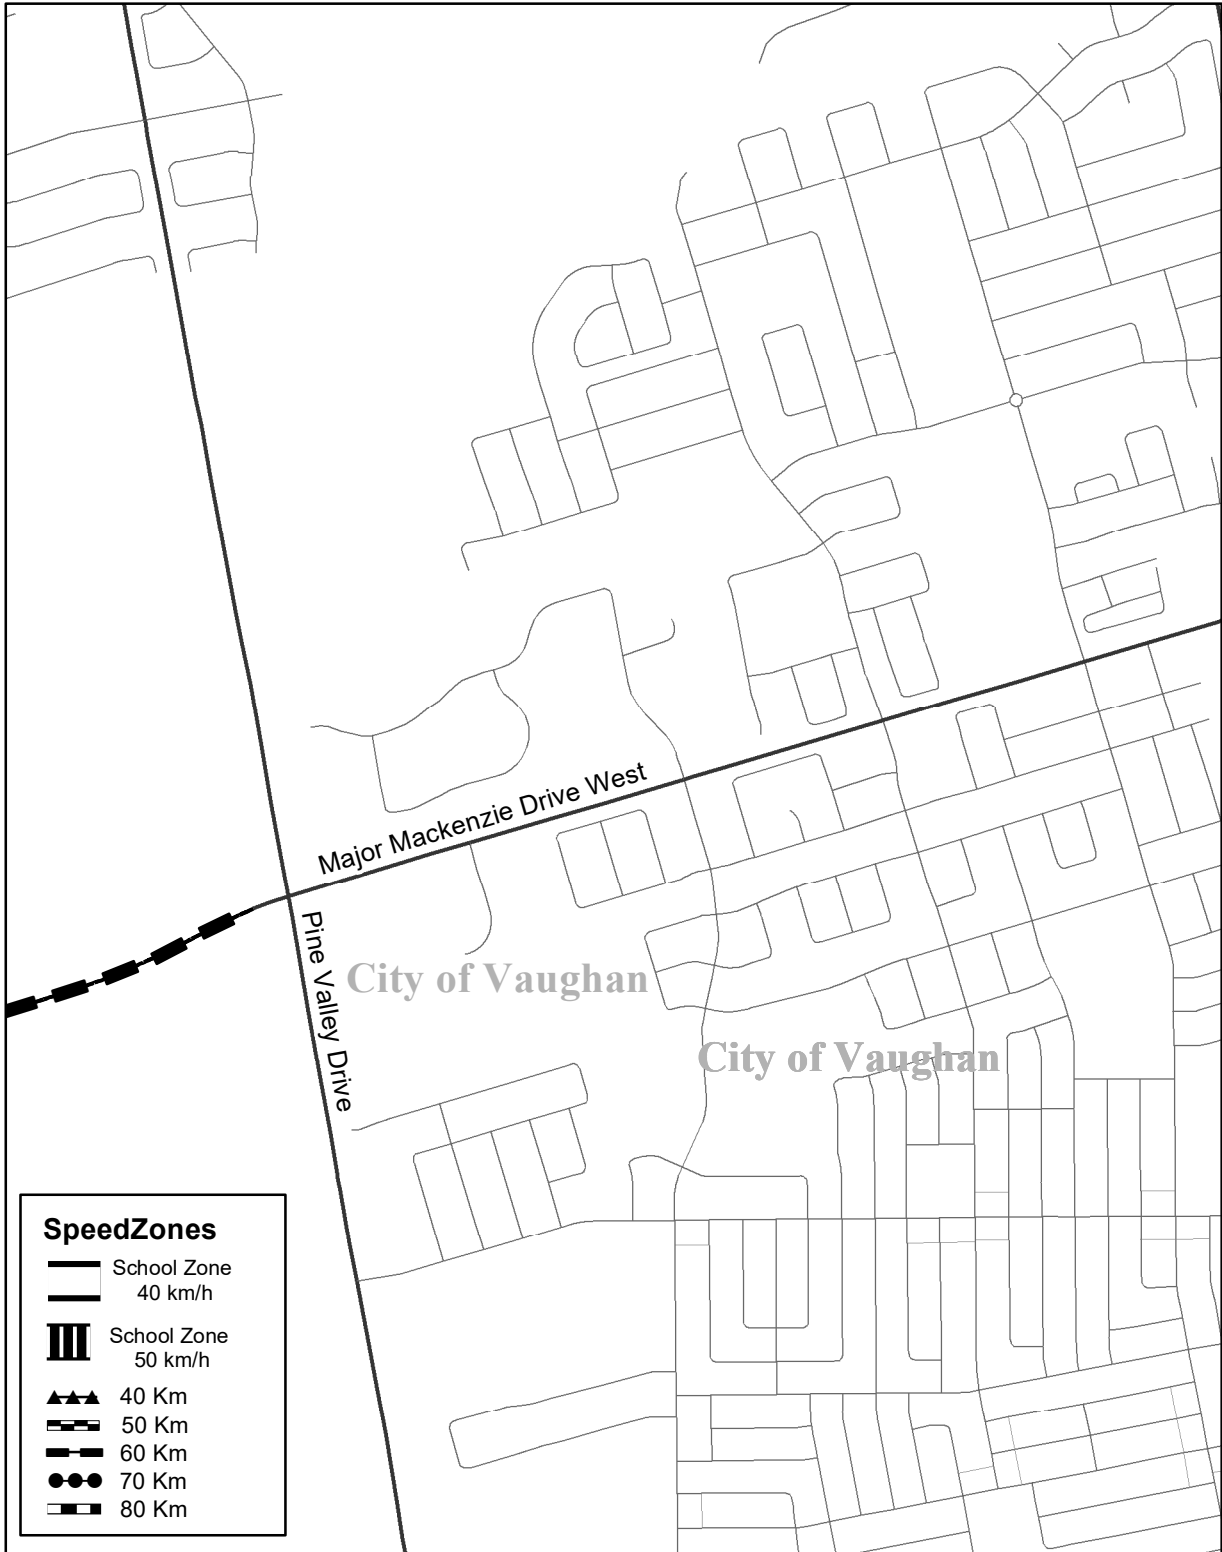 Major Mackenzie Drive West
Pine Valley Drive
City of Vaughan
City of Vaughan
SpeedZones
School Zone
40 km/h
School Zone
50 km/h
40 Km
50 Km
60 Km
70 Km
80 Km